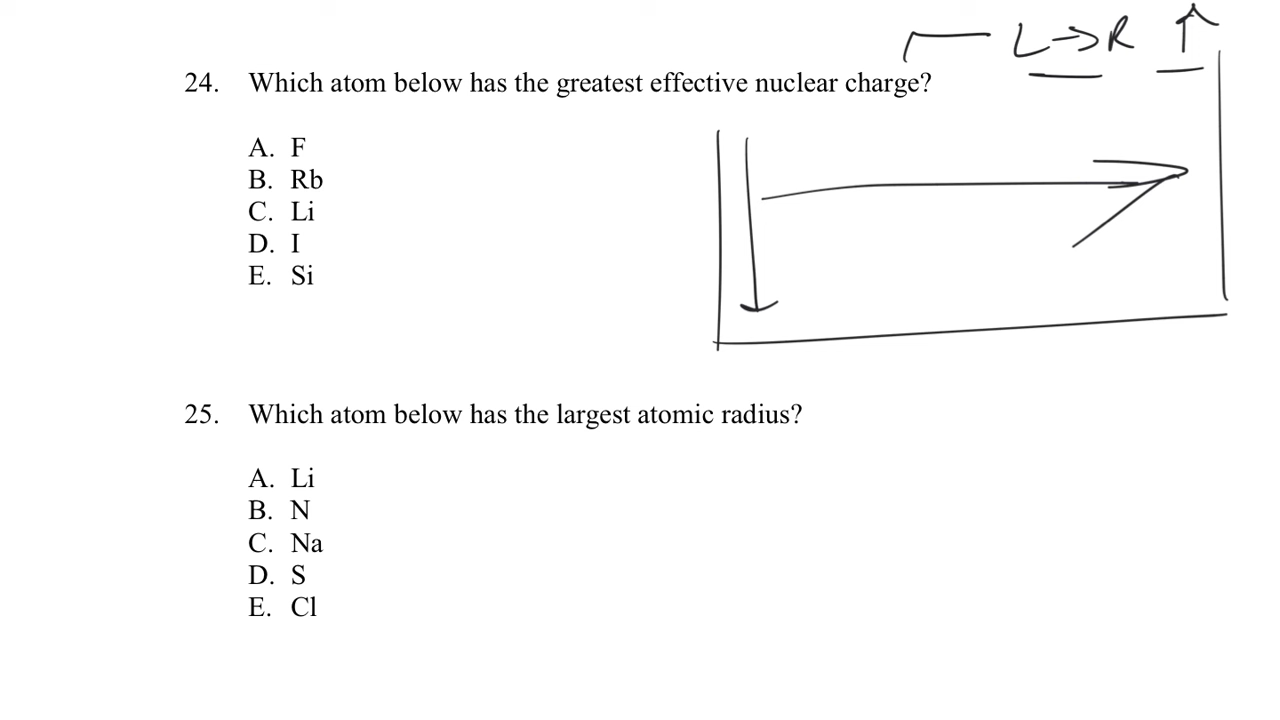 L→R ↑
24. Which atom below has the greatest effective nuclear charge?
A. F
B. Rb
C. Li
D. I
E. Si
25. Which atom below has the largest atomic radius?
A. Li
B. N
C. Na
D. S
E. Cl